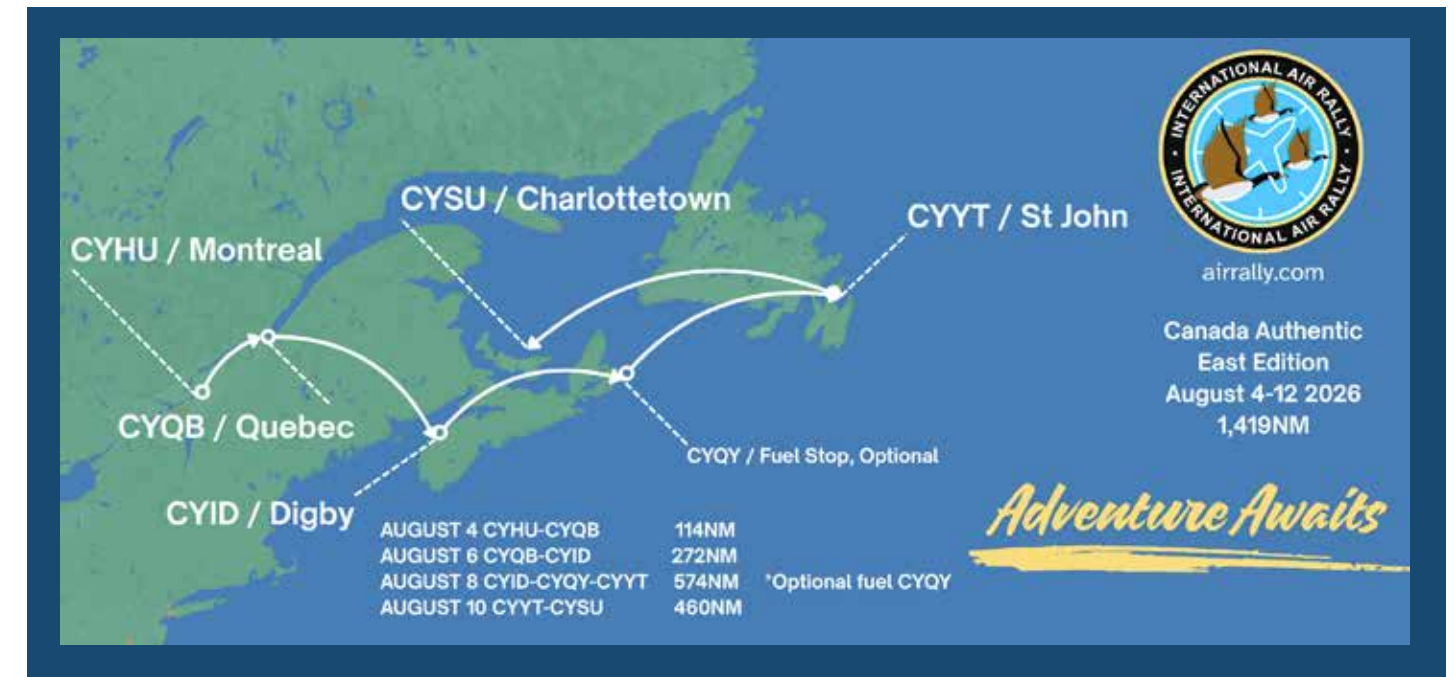 INTERNATIONAL AIR RALLY
INTERNATIONAL AIR RALLY
airrally.com
CYSU / Charlottetown
CYYT / St John
CYHU / Montreal
CYQB / Quebec
CYID / Digby
CYQY / Fuel Stop, Optional
Canada Authentic
East Edition
August 4-12 2026
1,419NM
Adventure Awaits
AUGUST 4 CYHU-CYQB 114NM
AUGUST 6 CYQB-CYID 272NM
AUGUST 8 CYID-CYQY-CYYT 574NM *Optional fuel CYQY
AUGUST 10 CYYT-CYSU 460NM